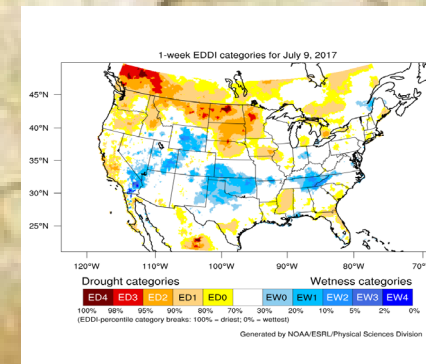 1-week EDDI categories for July 9, 2017
45°N
40°N
35°N
30°N
25°N
120°W 110°W 100°W 90°W 80°W 70°
Drought categories Wetness categories
ED4 ED3 ED2 ED1 ED0 EW0 EW1 EW2 EW3 EW4
100% 98% 95% 90% 80% 70% 30% 20% 10% 5% 2% 0%
(EDDI-percentile category breaks: 100% = driest; 0% = wettest)
Generated by NOAA/ESRL/Physical Sciences Division